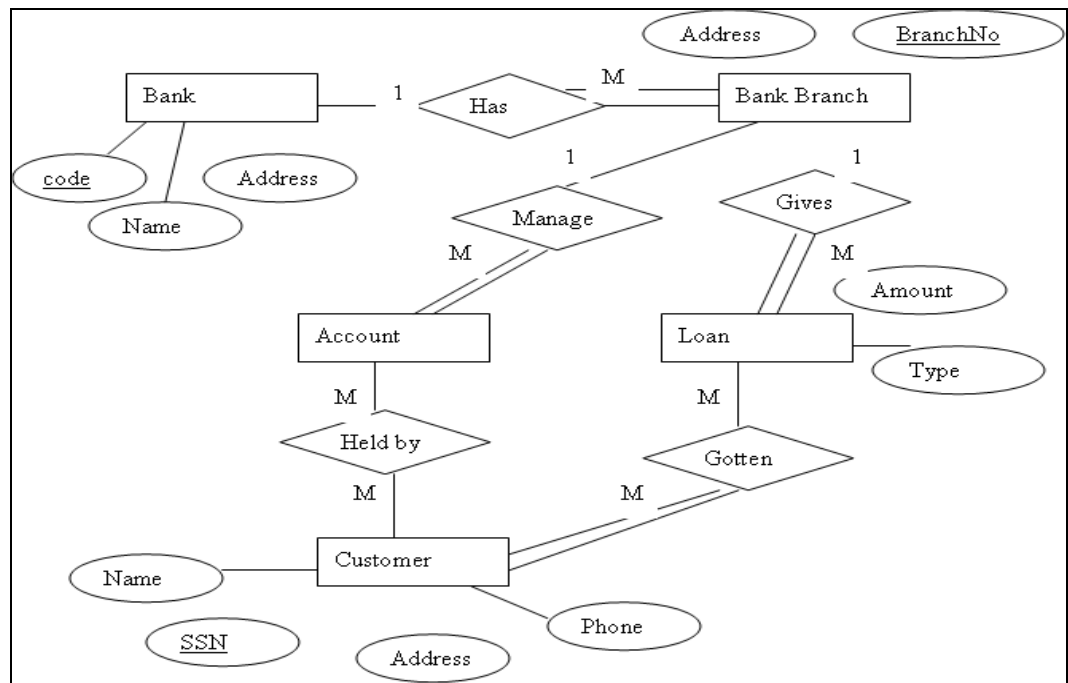 Address
BranchNo
Bank
1
Has
M
Bank Branch
code
Name
Address
1
Manage
M
1
Gives
M
Amount
Account
Loan
Type
M
Held by
M
M
Gotten
M
Customer
Name
SSN
Address
Phone